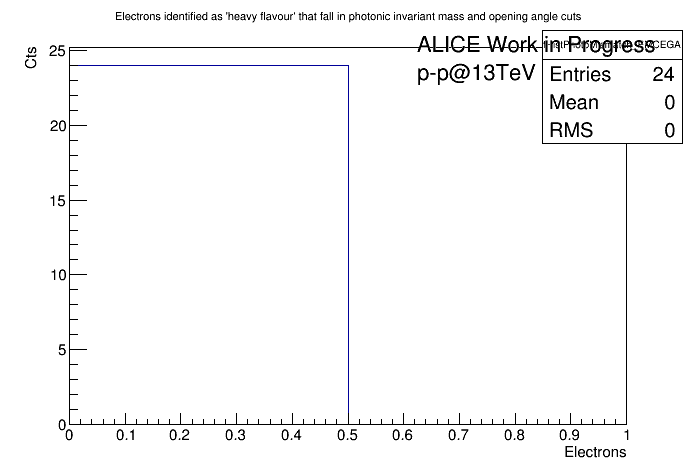 Electrons identified as 'heavy flavour' that fall in photonic invariant mass and opening angle cuts
Cts
ALICE Work in Progress
p-p@13TeV
Entries 24
Mean 0
RMS 0
25
20
15
10
5
0
0 0.1 0.2 0.3 0.4 0.5 0.6 0.7 0.8 0.9 1
Electrons